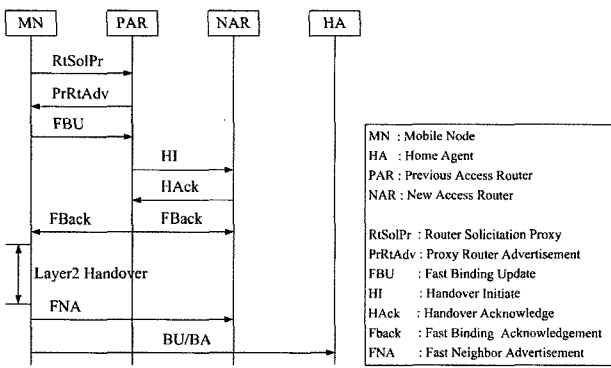 MN PAR NAR HA
RtSolPr
PrRtAdv
FBU
HI
HAck
FBack FBack
Layer2 Handover
FNA
BU/BA
MN : Mobile Node
HA : Home Agent
PAR : Previous Access Router
NAR : New Access Router
RtSolPr : Router Solicitation Proxy
PrRtAdv : Proxy Router Advertisement
FBU : Fast Binding Update
HI : Handover Initiate
HAck : Handover Acknowledge
Fback : Fast Binding Acknowledgement
FNA : Fast Neighbor Advertisement